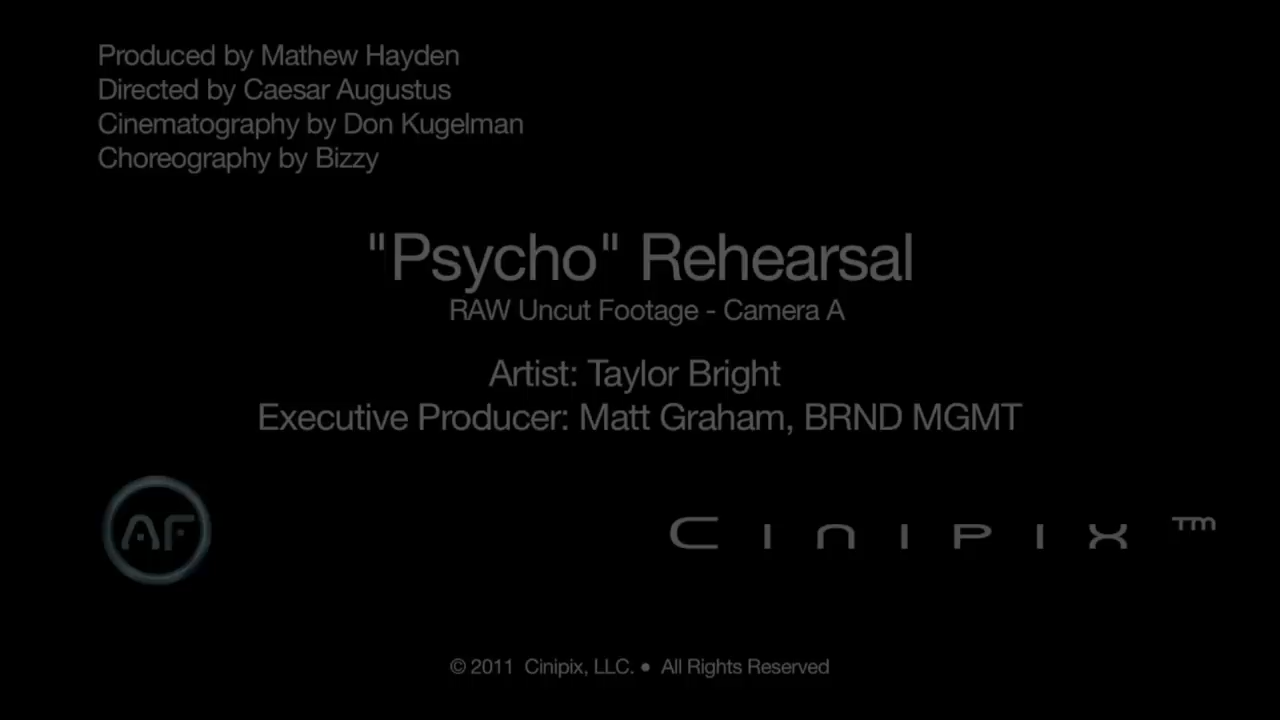 Produced by Mathew Hayden
Directed by Caesar Augustus
Cinematography by Don Kugelman
Choreography by Bizzy
"Psycho" Rehearsal
RAW Uncut Footage - Camera A
Artist: Taylor Bright
Executive Producer: Matt Graham, BRND MGMT
AF
Cinipix ™
© 2011 Cinipix, LLC. ● All Rights Reserved